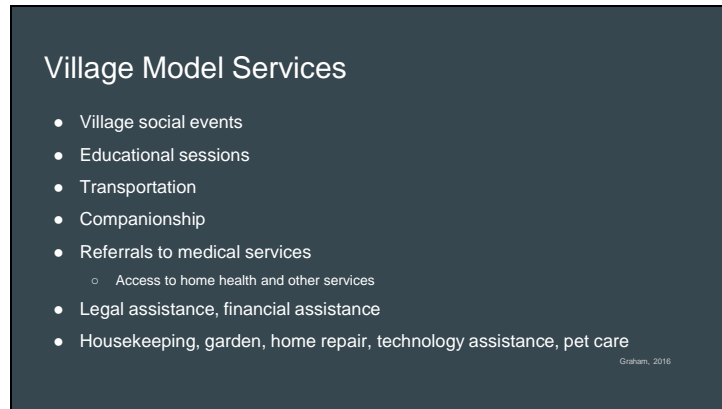 Village Model Services
● Village social events
● Educational sessions
● Transportation
● Companionship
● Referrals to medical services
○ Access to home health and other services
● Legal assistance, financial assistance
● Housekeeping, garden, home repair, technology assistance, pet care
Graham, 2016